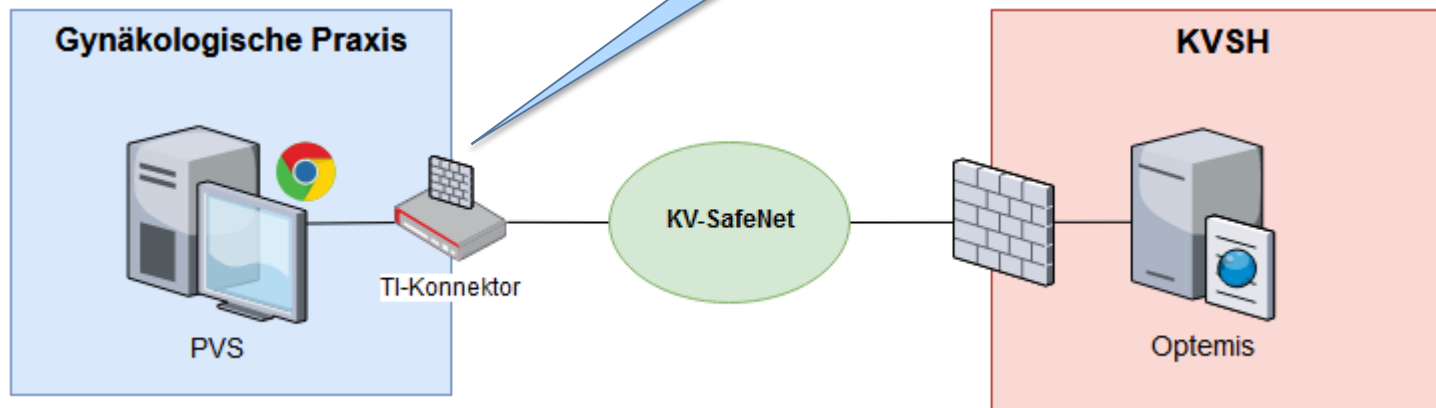 Gynäkologische Praxis
KVSH
KV-SafeNet
TI-Konnektor
PVS
Optemis